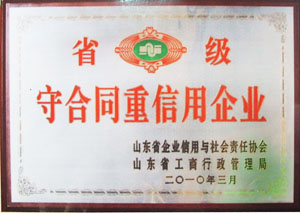 省级
守合同重信用企业
山东省企业信用与社会责任协会
山东省工商行政管理局
二〇一〇年三月